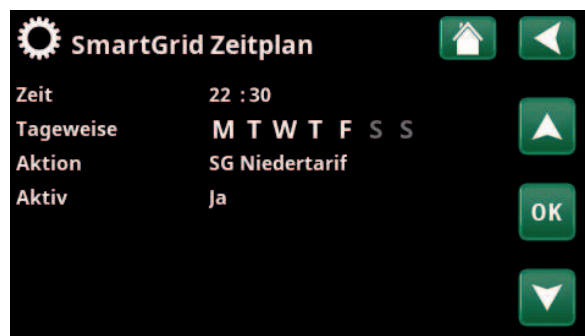 SmartGrid Zeitplan
Zeit 22 :30
Tageweise M T W T F S S
Aktion SG Niedertarif
Aktiv Ja
OK